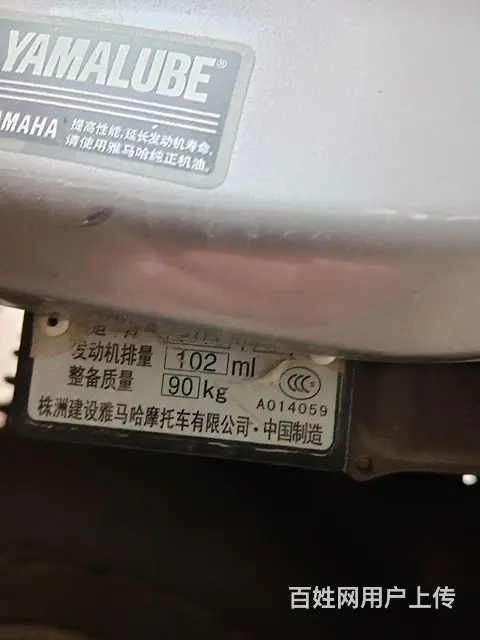 YAMALUBE®
YAMAHA 提高性能,延长发动机寿命,
请使用雅马哈纯正机油。
发动机排量 102 ml
整备质量 90 kg
CCC S
A014059
株洲建设雅马哈摩托车有限公司·中国制造
百姓网用户上传